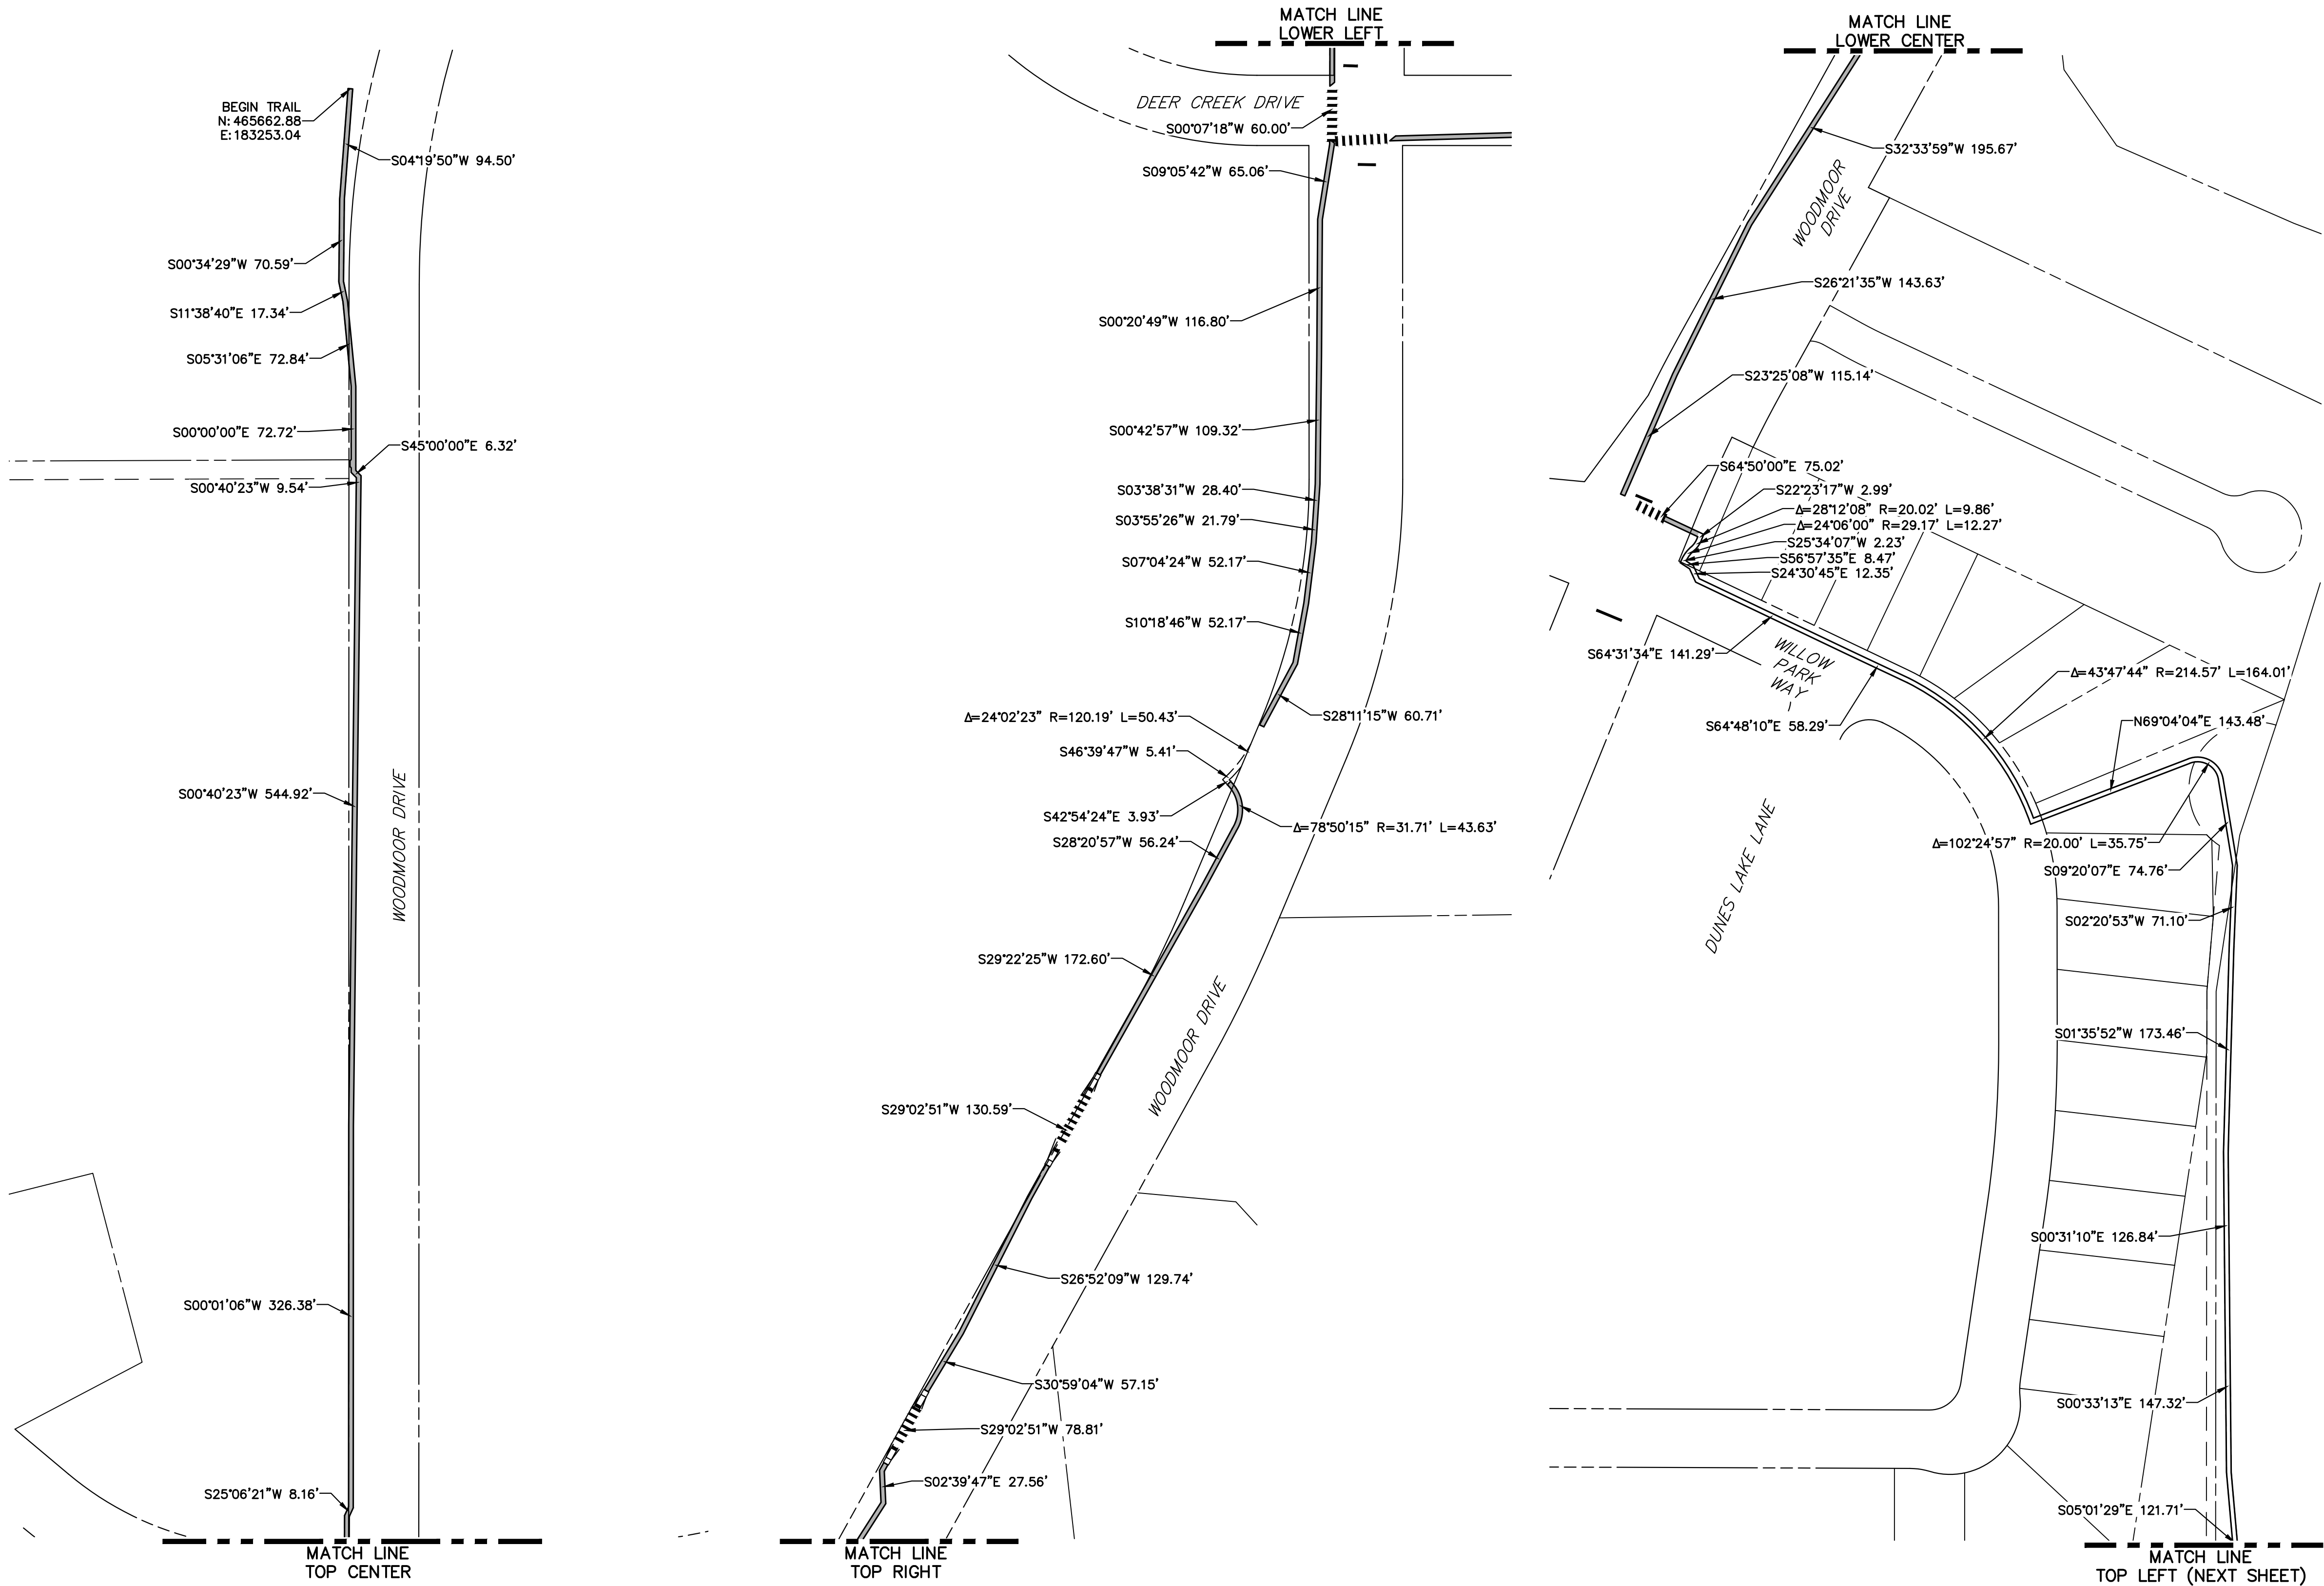 BEGIN TRAIL
N: 465662.88
E: 183253.04
S04°19'50"W 94.50'
S00°34'29"W 70.59'
S11°38'40"E 17.34'
S05°31'06"E 72.84'
S00°00'00"E 72.72'
S45°00'00"E 6.32'
S00°40'23"W 9.54'
S00°40'23"W 544.92'
WOODMOOR DRIVE
S00°01'06"W 326.38'
S25°06'21"W 8.16'
MATCH LINE
TOP CENTER
MATCH LINE
LOWER LEFT
DEER CREEK DRIVE
S00°07'18"W 60.00'
S09°05'42"W 65.06'
S00°20'49"W 116.80'
S00°42'57"W 109.32'
S03°38'31"W 28.40'
S03°55'26"W 21.79'
S07°04'24"W 52.17'
S10°18'46"W 52.17'
S28°11'15"W 60.71'
Δ=24°02'23" R=120.19' L=50.43'
S46°39'47"W 5.41'
S42°54'24"E 3.93'
Δ=78°50'15" R=31.71' L=43.63'
S28°20'57"W 56.24'
S29°22'25"W 172.60'
WOODMOOR DRIVE
S29°02'51"W 130.59'
S26°52'09"W 129.74'
S30°59'04"W 57.15'
S29°02'51"W 78.81'
S02°39'47"E 27.56'
MATCH LINE
TOP RIGHT
MATCH LINE
LOWER CENTER
S32°33'59"W 195.67'
WOODMOOR
DRIVE
S26°21'35"W 143.63'
S23°25'08"W 115.14'
S64°50'00"E 75.02'
S22°23'17"W 2.99'
Δ=28°12'08" R=20.02' L=9.86'
Δ=24°06'00" R=29.17' L=12.27'
S25°34'07"W 2.23'
S56°57'35"E 8.47'
S24°30'45"E 12.35'
S64°31'34"E 141.29'
WILLOW
PARK
WAY
Δ=43°47'44" R=214.57' L=164.01'
S64°48'10"E 58.29'
N69°04'04"E 143.48'
DUNES LAKE LANE
Δ=102°24'57" R=20.00' L=35.75'
S09°20'07"E 74.76'
S02°20'53"W 71.10'
S01°35'52"W 173.46'
S00°31'10"E 126.84'
S00°33'13"E 147.32'
S05°01'29"E 121.71'
MATCH LINE
TOP LEFT (NEXT SHEET)